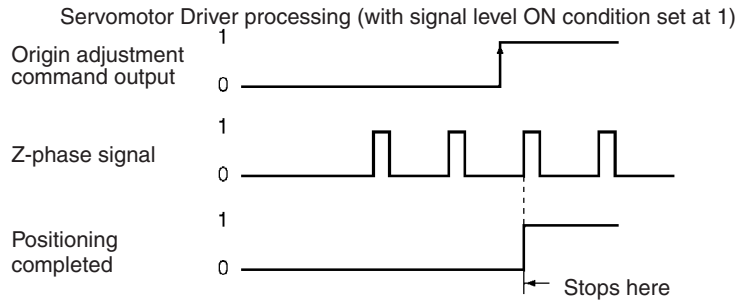 Servomotor Driver processing (with signal level ON condition set at 1)
Origin adjustment
command output
1
0
Z-phase signal
1
0
Positioning
completed
1
0
Stops here